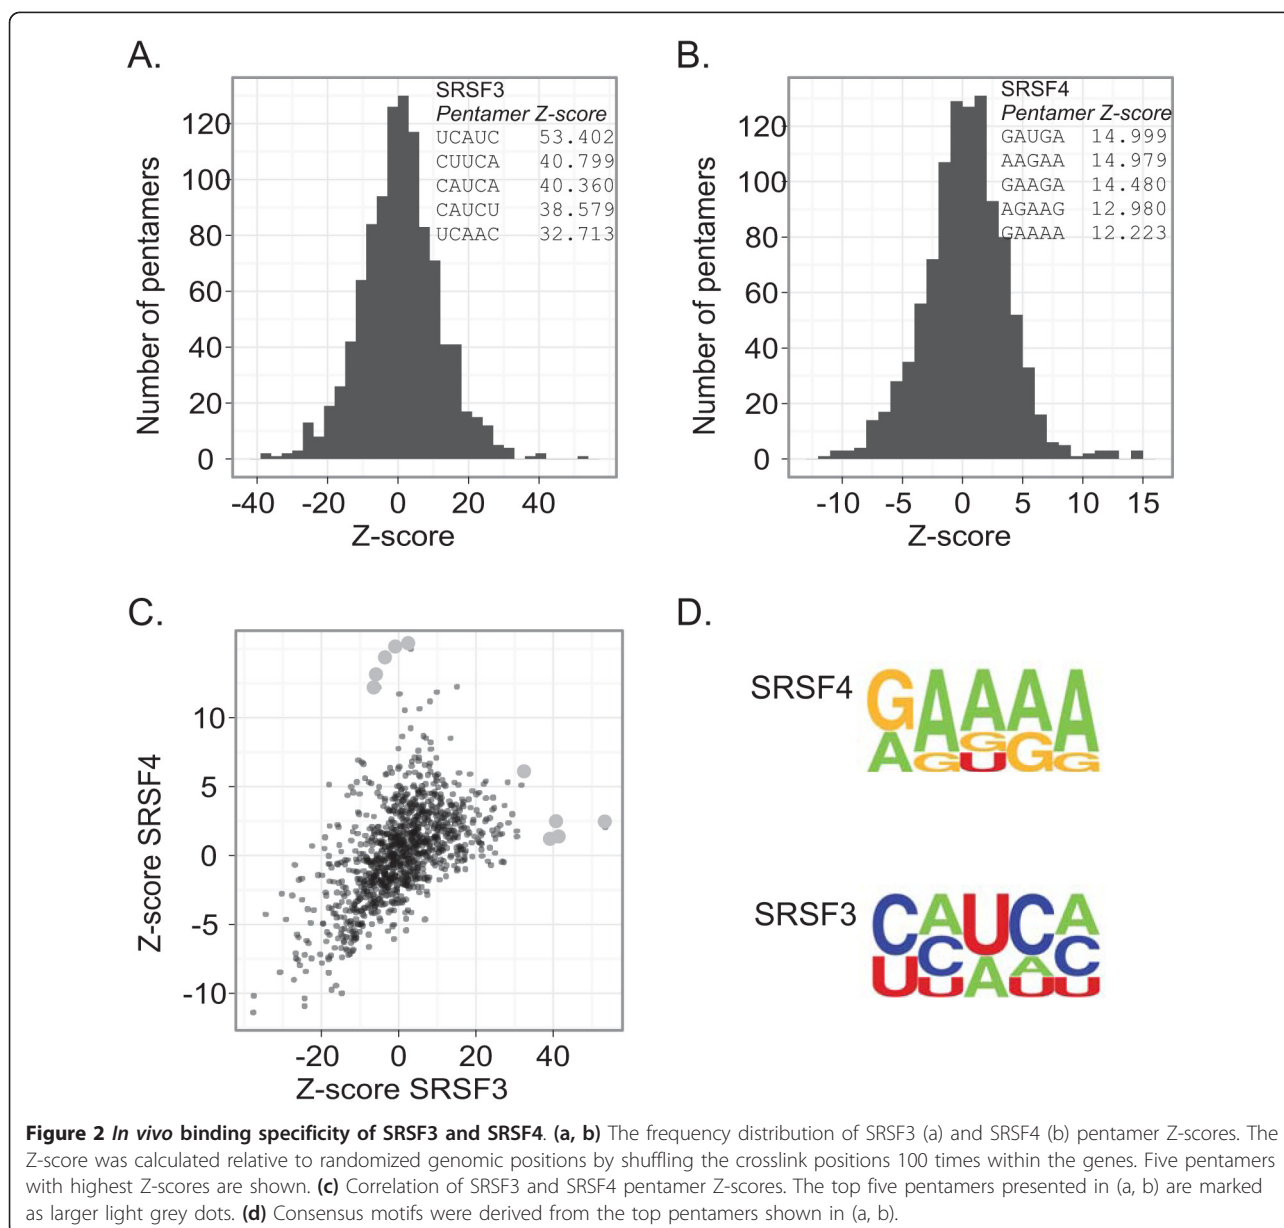 A.
SRSF3
Pentamer Z-score
UCAUC 53.402
CUUCA 40.799
CAUCA 40.360
CAUCU 38.579
UCAAC 32.713
Number of pentamers
120
100
80
60
40
20
0
-40 -20 0 20 40
Z-score
B.
SRSF4
Pentamer Z-score
GAUGA 14.999
AAGAA 14.979
GAAGA 14.480
AGAAG 12.980
GAAAA 12.223
Number of pentamers
120
100
80
60
40
20
0
-10 -5 0 5 10 15
Z-score
C.
Z-score SRSF4
10
5
0
-5
-10
-20 0 20 40
Z-score SRSF3
D.
SRSF4
GAAAA
AGGGG
U
SRSF3
CAUCA
UCAAC
UUU
Figure 2 In vivo binding specificity of SRSF3 and SRSF4. (a, b) The frequency distribution of SRSF3 (a) and SRSF4 (b) pentamer Z-scores. The
Z-score was calculated relative to randomized genomic positions by shuffling the crosslink positions 100 times within the genes. Five pentamers
with highest Z-scores are shown. (c) Correlation of SRSF3 and SRSF4 pentamer Z-scores. The top five pentamers presented in (a, b) are marked
as larger light grey dots. (d) Consensus motifs were derived from the top pentamers shown in (a, b).